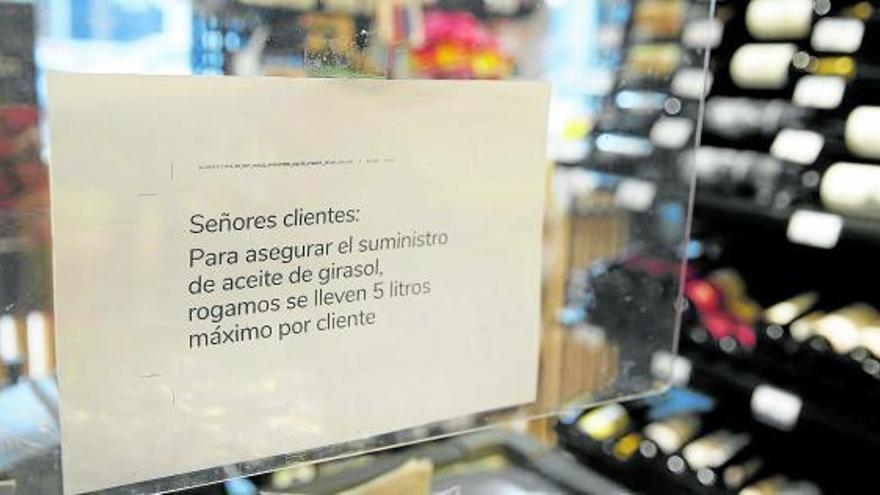 Señores clientes:
Para asegurar el suministro
de aceite de girasol,
rogamos se lleven 5 litros
máximo por cliente